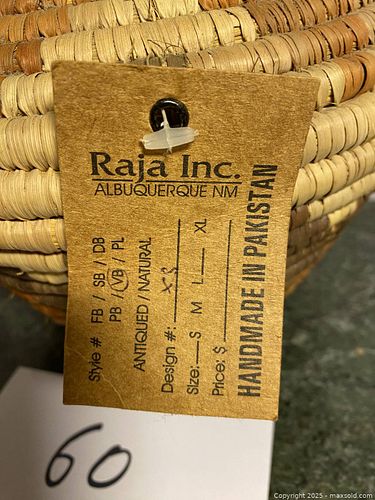 Raja Inc.
ALBUQUERQUE NM
Style # FB / SB / DB
PB / VB / PL
ANTIQUED / NATURAL
Design #: XS
Size: S M L XL
Price: $
HANDMADE IN PAKISTAN
60
Copyright © 2025 - maxsold.com